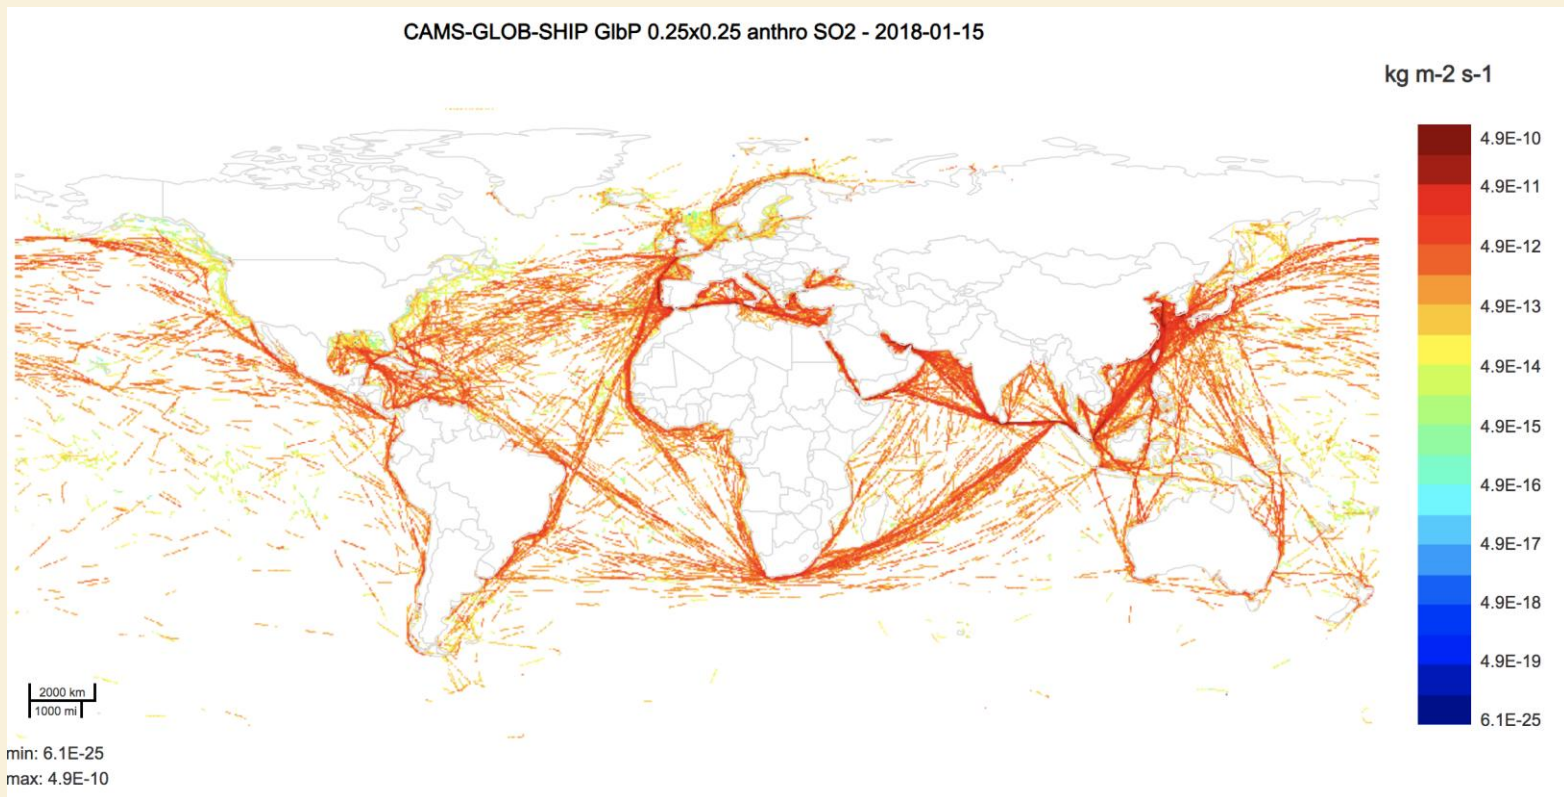 CAMS-GLOB-SHIP GlbP 0.25x0.25 anthro SO2 - 2018-01-15
kg m-2 s-1
4.9E-10
4.9E-11
4.9E-12
4.9E-13
4.9E-14
4.9E-15
4.9E-16
4.9E-17
4.9E-18
4.9E-19
6.1E-25
2000 km
1000 mi
min: 6.1E-25
max: 4.9E-10